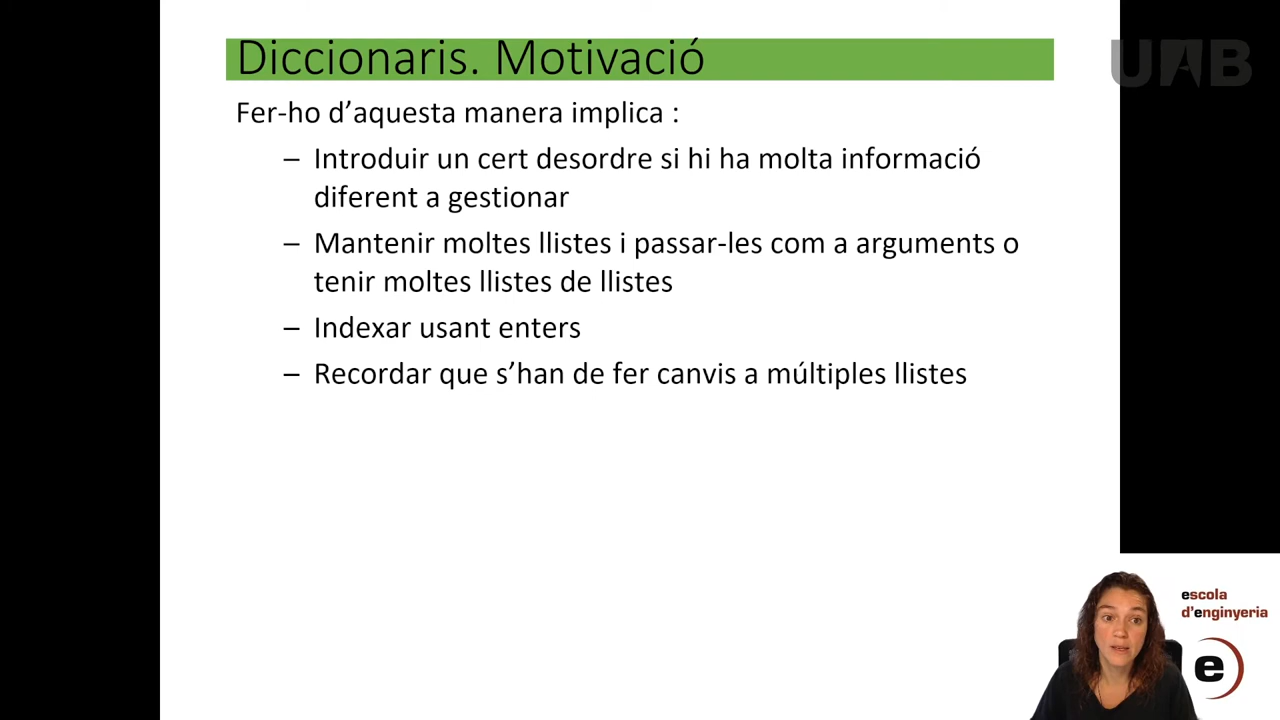 Diccionaris. Motivació
UAB
Fer-ho d’aquesta manera implica :
– Introduir un cert desordre si hi ha molta informació
diferent a gestionar
– Mantenir moltes llistes i passar-les com a arguments o
tenir moltes llistes de llistes
– Indexar usant enters
– Recordar que s’han de fer canvis a múltiples llistes
escola
d'enginyeria
e